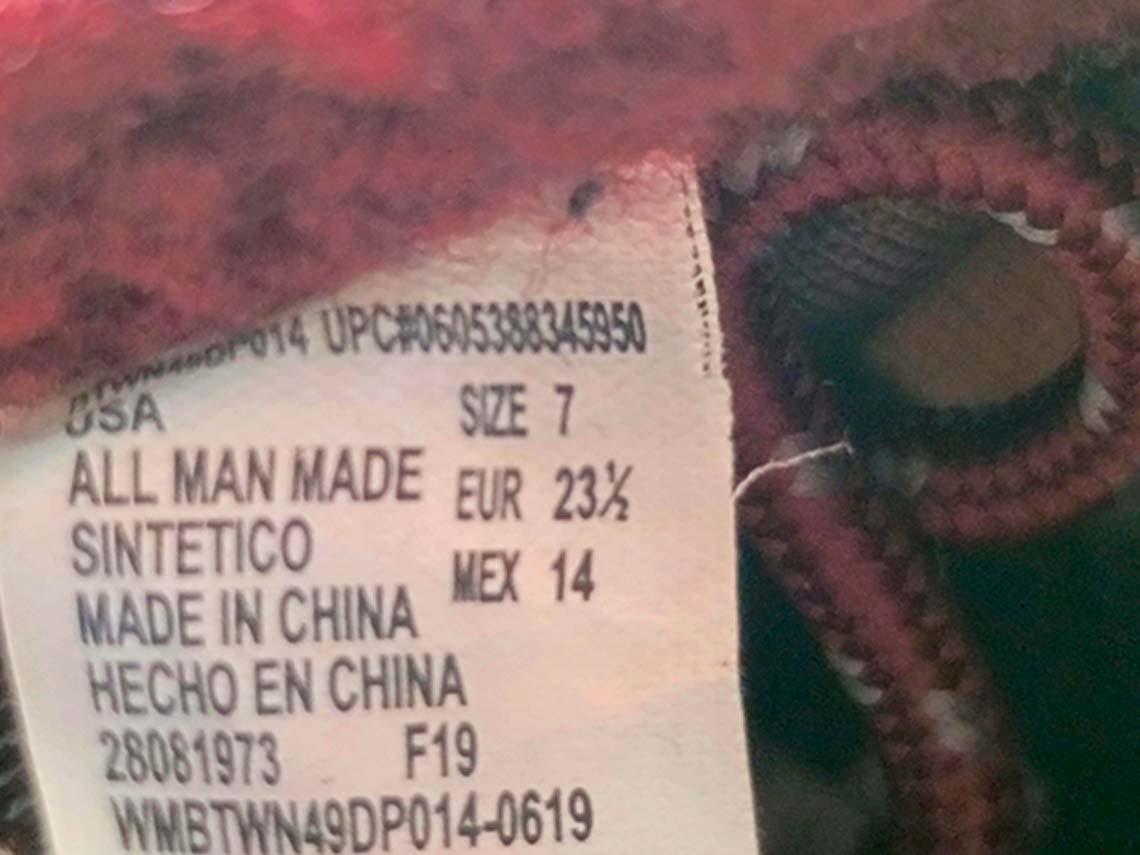 UPC#0605388345950
USA SIZE 7
ALL MAN MADE EUR 23½
SINTETICO MEX 14
MADE IN CHINA
HECHO EN CHINA
28081973 F19
WMBTWN49DP014-0619